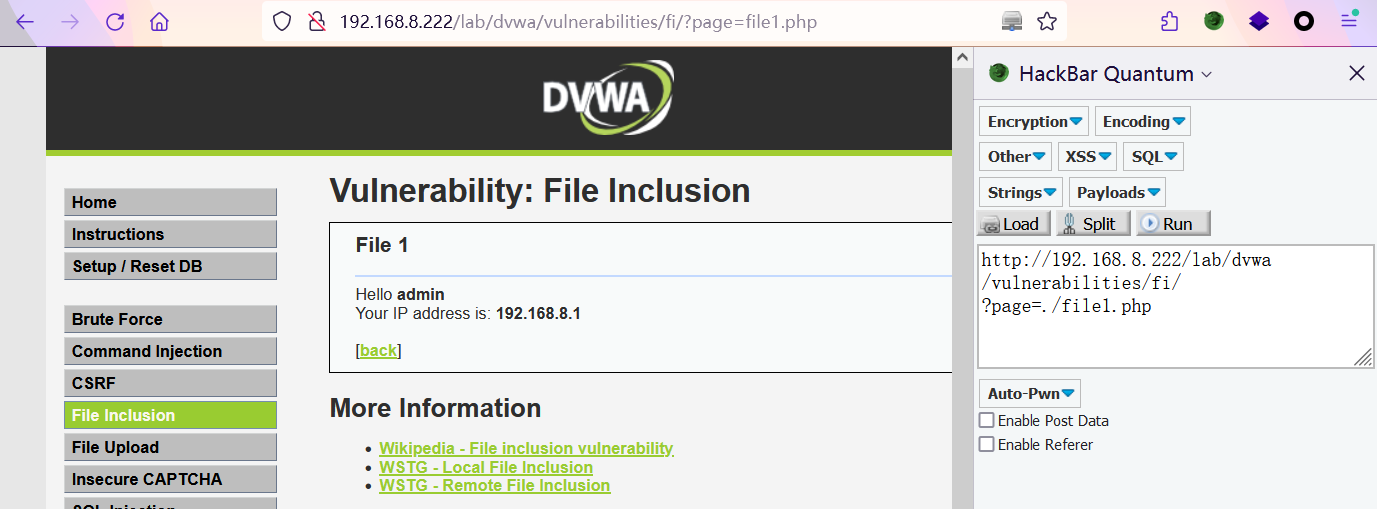 192.168.8.222/lab/dvwa/vulnerabilities/fi/?page=file1.php
DVWA
Home
Instructions
Setup / Reset DB
Brute Force
Command Injection
CSRF
File Inclusion
File Upload
Insecure CAPTCHA
SQL Injection
Vulnerability: File Inclusion
File 1
Hello admin
Your IP address is: 192.168.8.1
[back]
More Information
Wikipedia - File inclusion vulnerability
WSTG - Local File Inclusion
WSTG - Remote File Inclusion
HackBar Quantum
Encryption Encoding
Other XSS SQL
Strings Payloads
Load Split Run
http://192.168.8.222/lab/dvwa
/vulnerabilities/fi/
?page=./file1.php
Auto-Pwn
Enable Post Data
Enable Referer